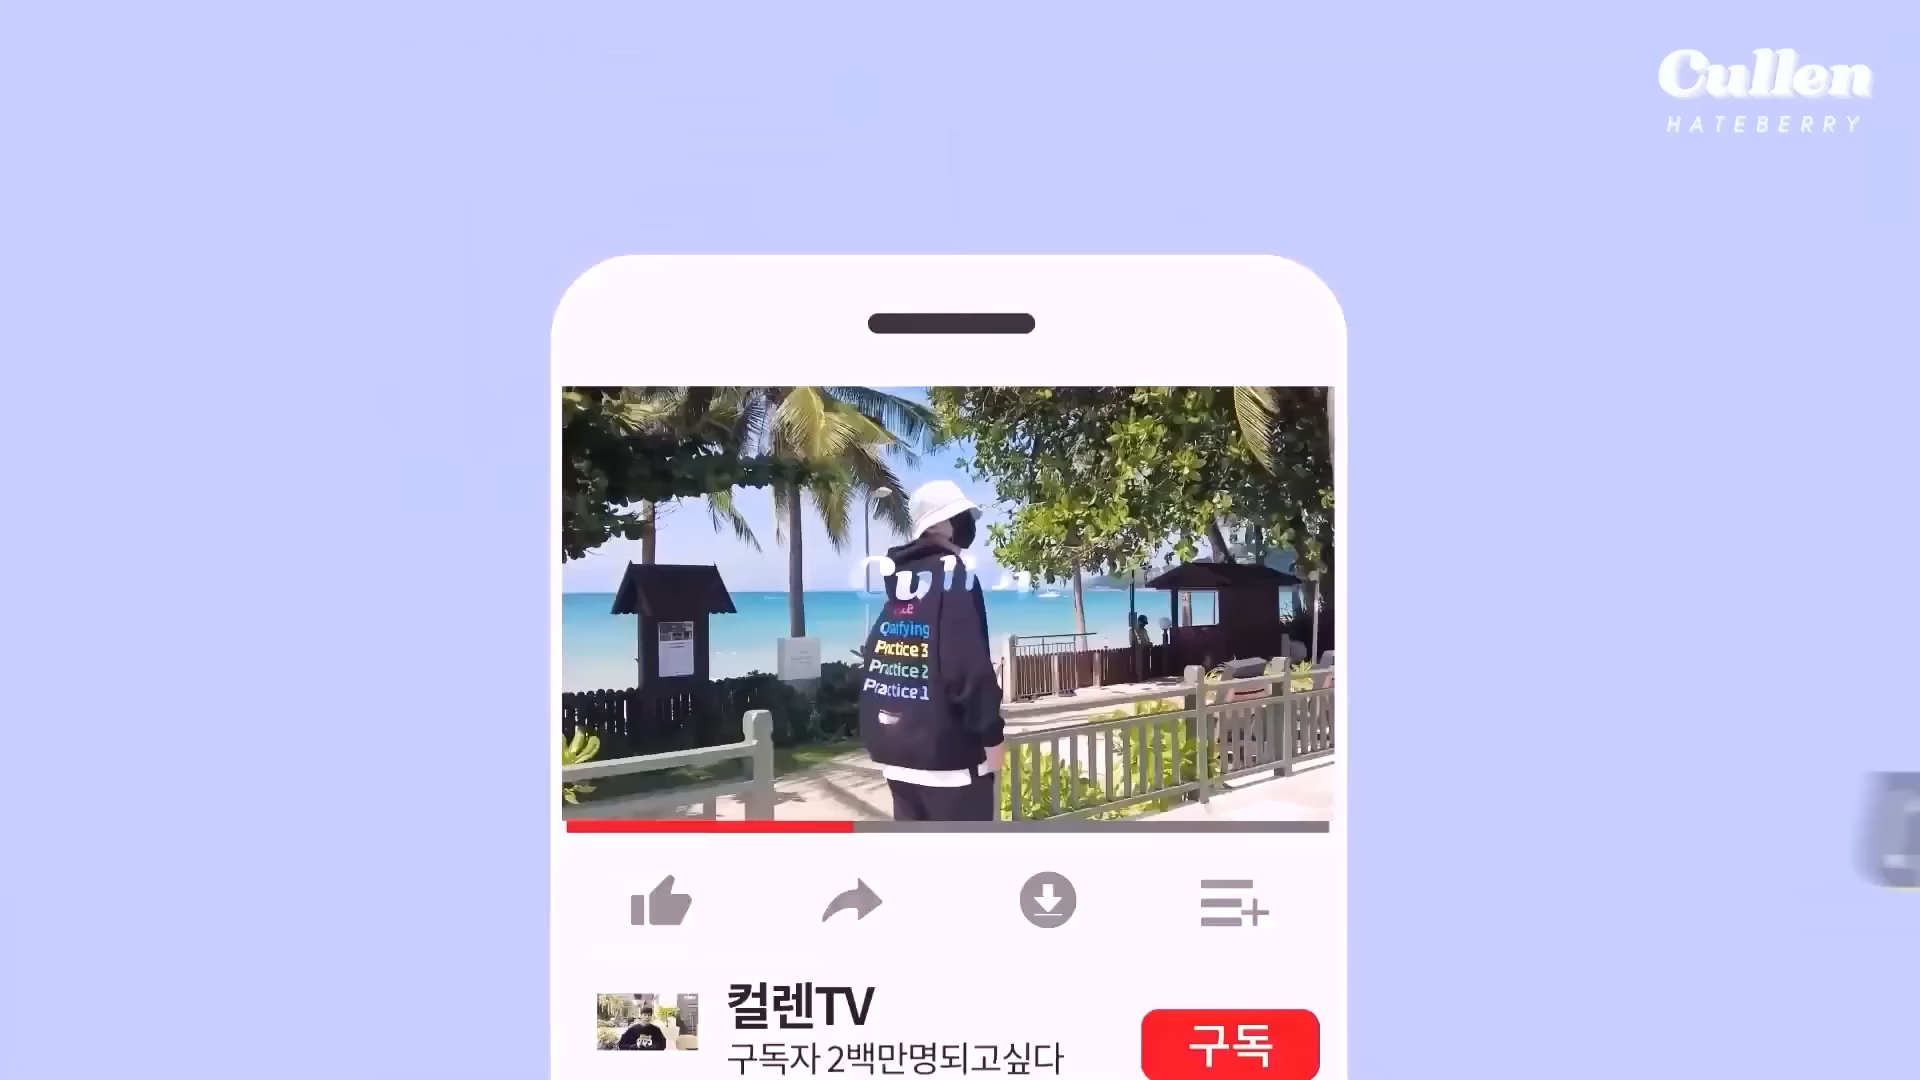 Cullen
HATEBERRY
Qualifying
Practice 3
Practice 2
Practice 1
컬렌TV
구독자 2백만명되고싶다
구독